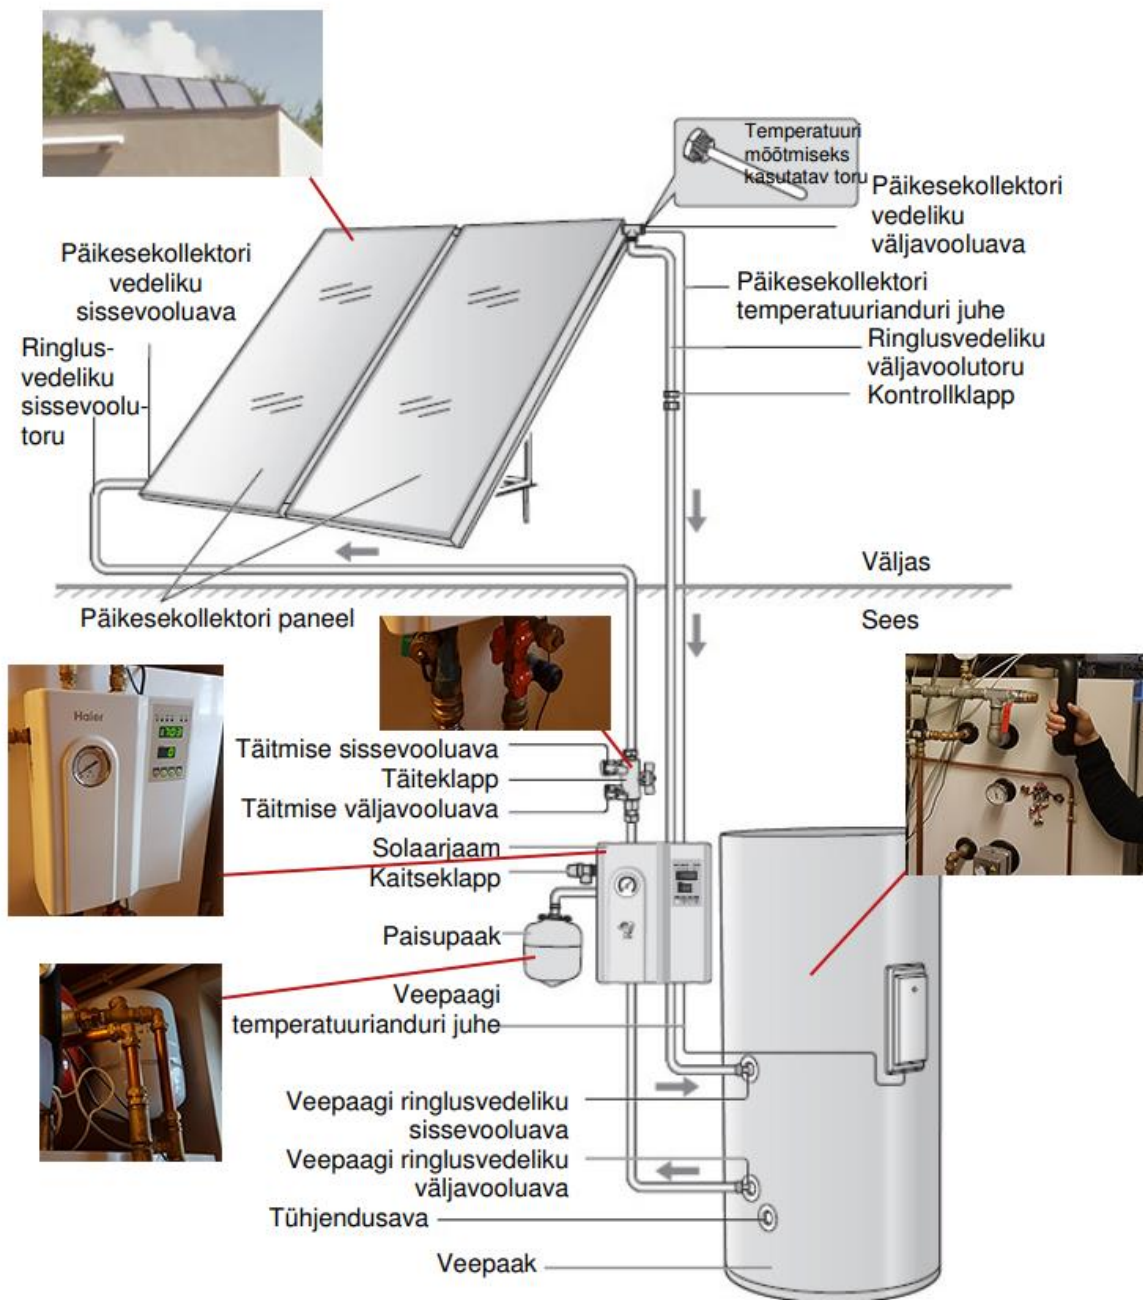 Temperatuuri
mõõtmiseks
kasutatav toru
Päikesekollektori
vedeliku
väljavooluava
Päikesekollektori
vedeliku
sissevooluava
Päikesekollektori
temperatuurianduri juhe
Ringlus-
vedeliku
sissevoolu-
toru
Ringlusvedeliku
väljavoolutoru
Kontrollklapp
Väljas
Päikesekollektori paneel
Sees
Haier
Täitmise sissevooluava
Täiteklapp
Täitmise väljavooluava
Solaarjaam
Kaitseklapp
Paisupaak
Veepaagi
temperatuurianduri juhe
Veepaagi ringlusvedeliku
sissevooluava
Veepaagi ringlusvedeliku
väljavooluava
Tühjendusava
Veepaak